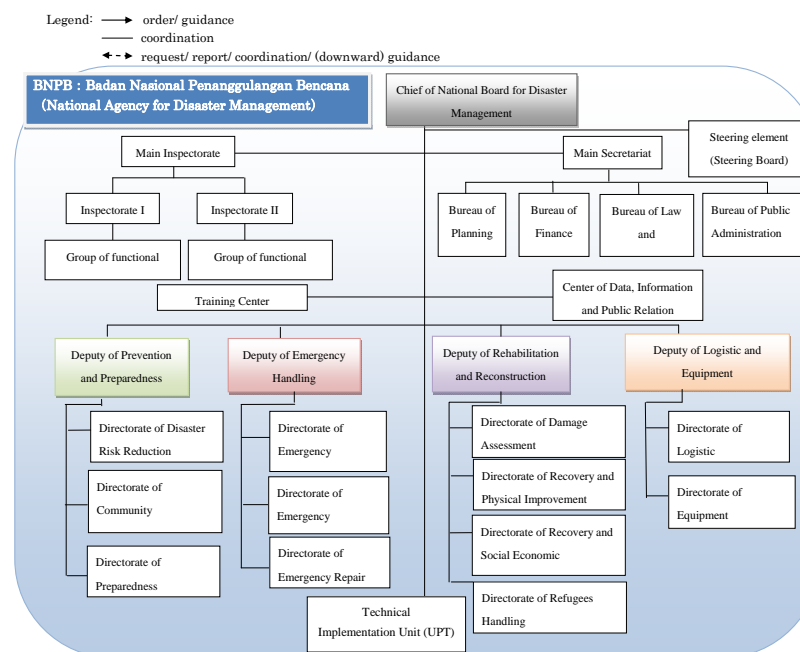 Legend:
order/ guidance
coordination
request/ report/ coordination/ (downward) guidance
BNPB : Badan Nasional Penanggulangan Bencana
(National Agency for Disaster Management)
Chief of National Board for Disaster
Management
Steering element
(Steering Board)
Main Inspectorate
Main Secretariat
Inspectorate I
Inspectorate II
Bureau of
Planning
Bureau of
Finance
Bureau of Law
and
Bureau of Public
Administration
Group of functional
Group of functional
Training Center
Center of Data, Information
and Public Relation
Deputy of Prevention
and Preparedness
Deputy of Emergency
Handling
Deputy of Rehabilitation
and Reconstruction
Deputy of Logistic and
Equipment
Directorate of Disaster
Risk Reduction
Directorate of
Community
Directorate of
Preparedness
Directorate of
Emergency
Directorate of
Emergency
Directorate of
Emergency Repair
Directorate of Damage
Assessment
Directorate of Recovery and
Physical Improvement
Directorate of Recovery and
Social Economic
Directorate of Refugees
Handling
Directorate of
Logistic
Directorate of
Equipment
Technical
Implementation Unit (UPT)